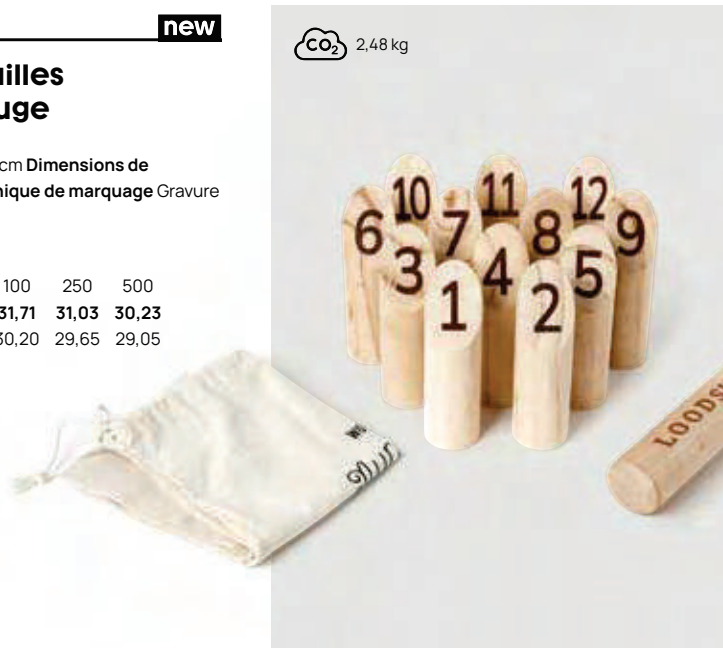 new
illes
uge
cm Dimensions de
nique de marquage Gravure
100 250 500
31,71 31,03 30,23
30,20 29,65 29,05
CO₂ 2,48 kg
10 11 12
6 7 8 9
3 4 5
1 2
LOODS